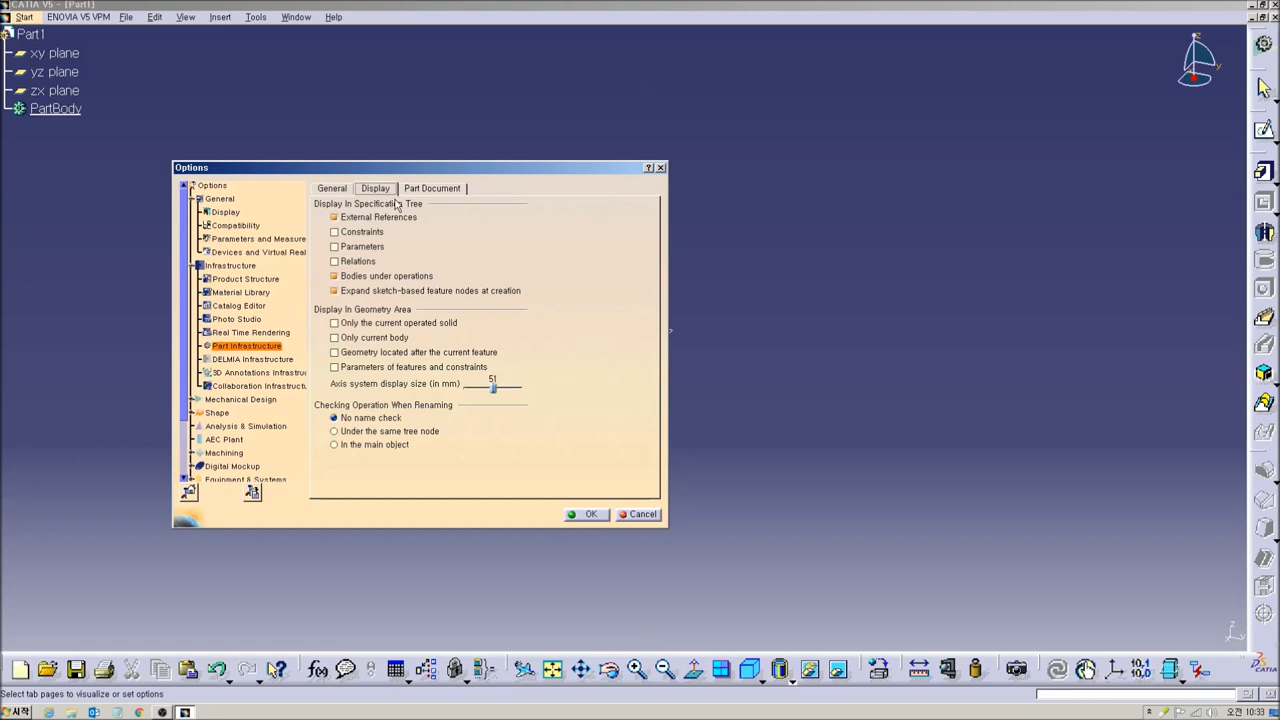 CATIA V5 - [Part1]
Start ENOVIA V5 VPM File Edit View Insert Tools Window Help
Part1
xy plane
yz plane
zx plane
PartBody
z
y
Options
?
Options
General
Display
Compatibility
Parameters and Measure
Devices and Virtual Real
Infrastructure
Product Structure
Material Library
Catalog Editor
Photo Studio
Real Time Rendering
Part Infrastructure
DELMIA Infrastructure
3D Annotations Infrastruc
Collaboration Infrastructu
Mechanical Design
Shape
Analysis & Simulation
AEC Plant
Machining
Digital Mockup
Equipment & Systems
General Display Part Document
Display In Specification Tree
External References
Constraints
Parameters
Relations
Bodies under operations
Expand sketch-based feature nodes at creation
Display In Geometry Area
Only the current operated solid
Only current body
Geometry located after the current feature
Parameters of features and constraints
Axis system display size (in mm) 51
Checking Operation When Renaming
No name check
Under the same tree node
In the main object
OK Cancel
f(x)
Select tab pages to visualize or set options
시작
오전 10:33